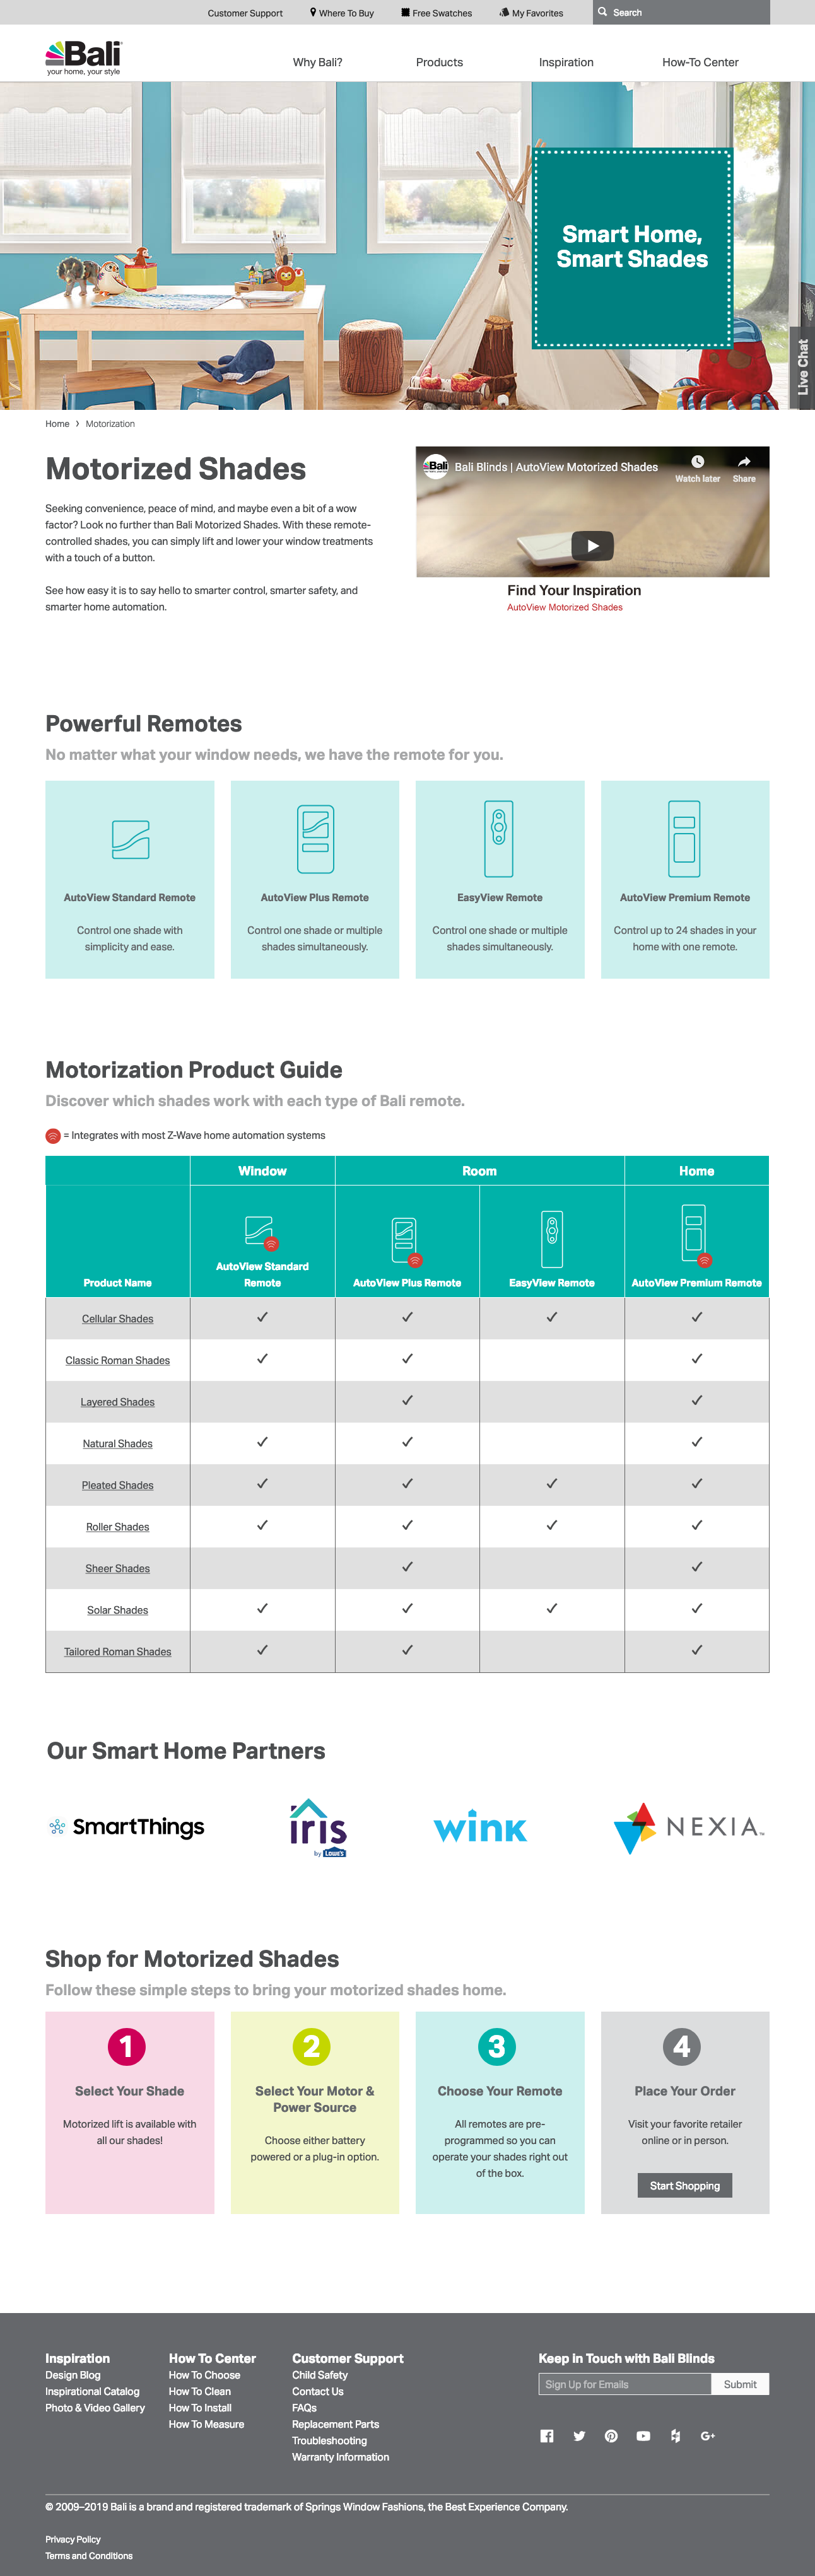 Customer Support
Where To Buy
Free Swatches
My Favorites
Search
Bali
your home, your style
Why Bali?
Products
Inspiration
How-To Center
Smart Home,
Smart Shades
Live Chat
Home
Motorization
Motorized Shades
Seeking convenience, peace of mind, and maybe even a bit of a wow
factor? Look no further than Bali Motorized Shades. With these remote-
controlled shades, you can simply lift and lower your window treatments
with a touch of a button.
See how easy it is to say hello to smarter control, smarter safety, and
smarter home automation.
Bali
Bali Blinds | AutoView Motorized Shades
Watch later
Share
Find Your Inspiration
AutoView Motorized Shades
Powerful Remotes
No matter what your window needs, we have the remote for you.
AutoView Standard Remote
Control one shade with
simplicity and ease.
AutoView Plus Remote
Control one shade or multiple
shades simultaneously.
EasyView Remote
Control one shade or multiple
shades simultaneously.
AutoView Premium Remote
Control up to 24 shades in your
home with one remote.
Motorization Product Guide
Discover which shades work with each type of Bali remote.
= Integrates with most Z-Wave home automation systems
Window
Room
Home
Product Name
AutoView Standard
Remote
AutoView Plus Remote
EasyView Remote
AutoView Premium Remote
Cellular Shades
Classic Roman Shades
Layered Shades
Natural Shades
Pleated Shades
Roller Shades
Sheer Shades
Solar Shades
Tailored Roman Shades
Our Smart Home Partners
SmartThings
iris
by LOWE'S
wink
NEXIA™
Shop for Motorized Shades
Follow these simple steps to bring your motorized shades home.
1
Select Your Shade
Motorized lift is available with
all our shades!
2
Select Your Motor &
Power Source
Choose either battery
powered or a plug-in option.
3
Choose Your Remote
All remotes are pre-
programmed so you can
operate your shades right out
of the box.
4
Place Your Order
Visit your favorite retailer
online or in person.
Start Shopping
Inspiration
Design Blog
Inspirational Catalog
Photo & Video Gallery
How To Center
How To Choose
How To Clean
How To Install
How To Measure
Customer Support
Child Safety
Contact Us
FAQs
Replacement Parts
Troubleshooting
Warranty Information
Keep in Touch with Bali Blinds
Sign Up for Emails
Submit
G+
© 2009–2019 Bali is a brand and registered trademark of Springs Window Fashions, the Best Experience Company.
Privacy Policy
Terms and Conditions